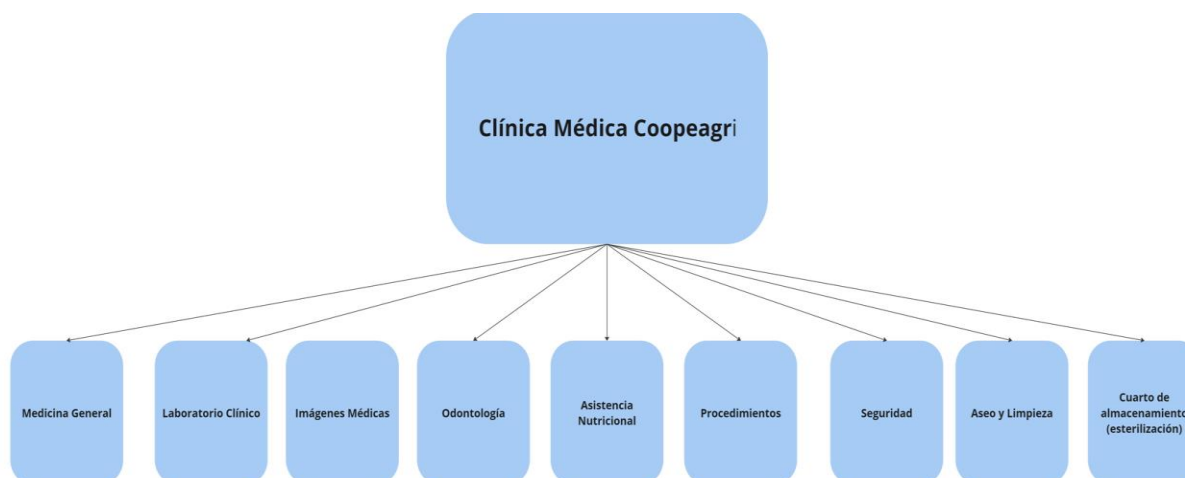 Clínica Médica Coopeagri
Medicina General
Laboratorio Clínico
Imágenes Médicas
Odontología
Asistencia
Nutricional
Procedimientos
Seguridad
Aseo y Limpieza
Cuarto de
almacenamiento
(esterilización)